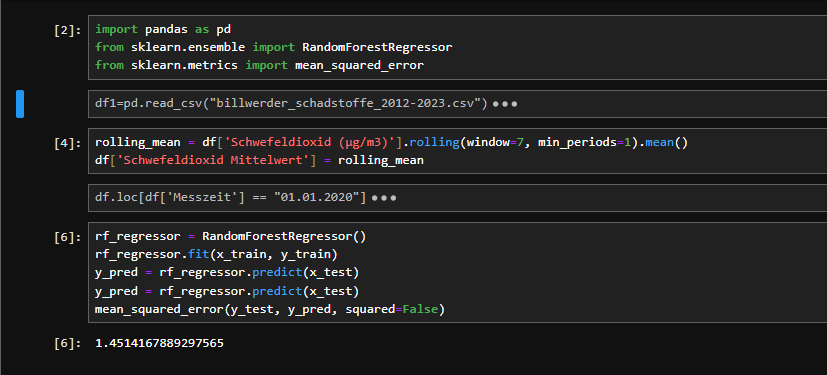 [2]: import pandas as pd
from sklearn.ensemble import RandomForestRegressor
from sklearn.metrics import mean_squared_error
df1=pd.read_csv("billwerder_schadstoffe_2012-2023.csv") •••
[4]: rolling_mean = df['Schwefeldioxid (µg/m3)'].rolling(window=7, min_periods=1).mean()
df['Schwefeldioxid Mittelwert'] = rolling_mean
df.loc[df['Messzeit'] == "01.01.2020"] •••
[6]: rf_regressor = RandomForestRegressor()
rf_regressor.fit(x_train, y_train)
y_pred = rf_regressor.predict(x_test)
y_pred = rf_regressor.predict(x_test)
mean_squared_error(y_test, y_pred, squared=False)
[6]: 1.4514167889297565